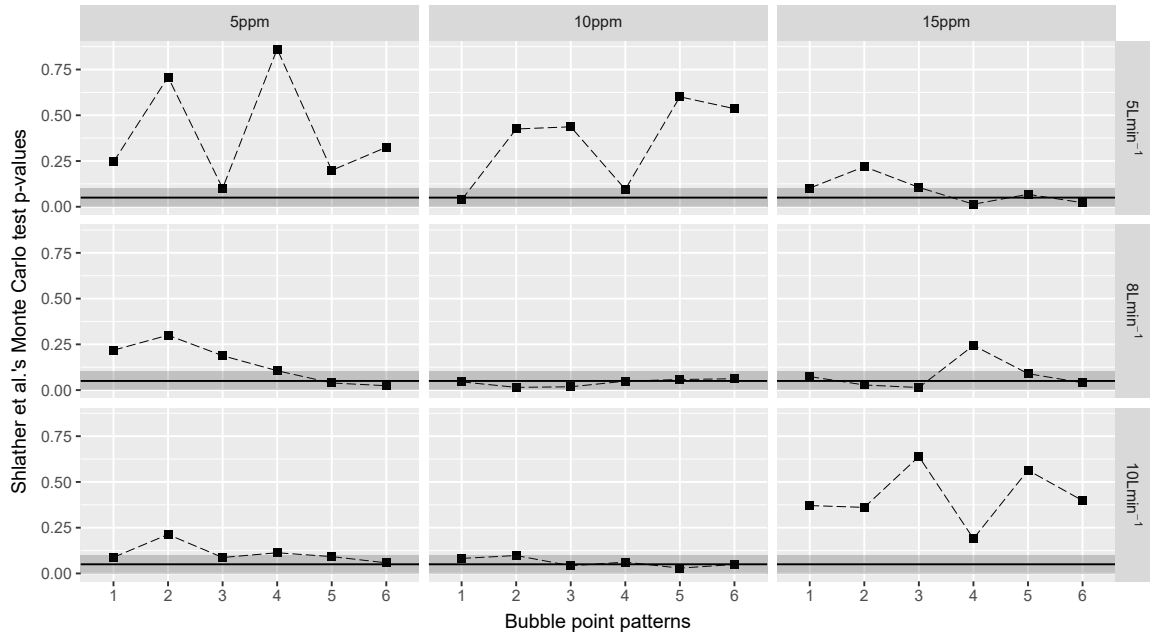 5ppm 10ppm 15ppm
Shlather et al.'s Monte Carlo test p-values
0.75
0.50
0.25
0.00
5Lmin⁻¹
0.75
0.50
0.25
0.00
8Lmin⁻¹
0.75
0.50
0.25
0.00
10Lmin⁻¹
1 2 3 4 5 6 1 2 3 4 5 6 1 2 3 4 5 6
Bubble point patterns